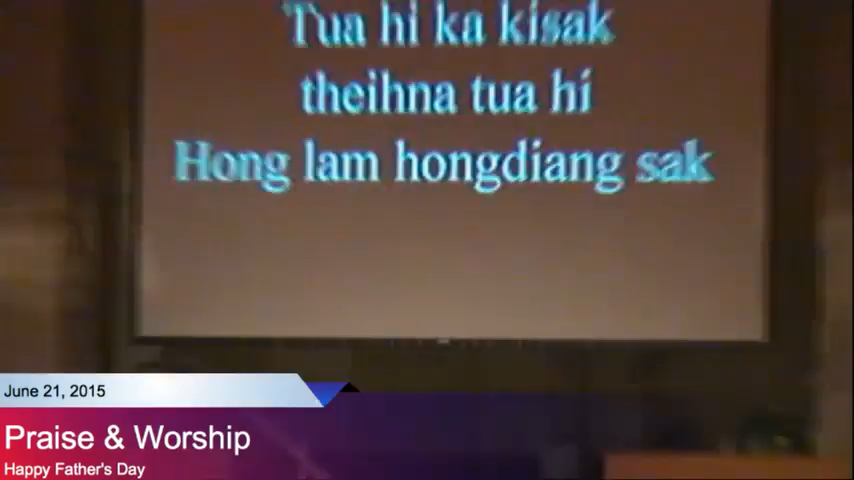 Tua hi ka kisak
theihna tua hi
Hong lam hongdiang sak
June 21, 2015
Praise & Worship
Happy Father's Day